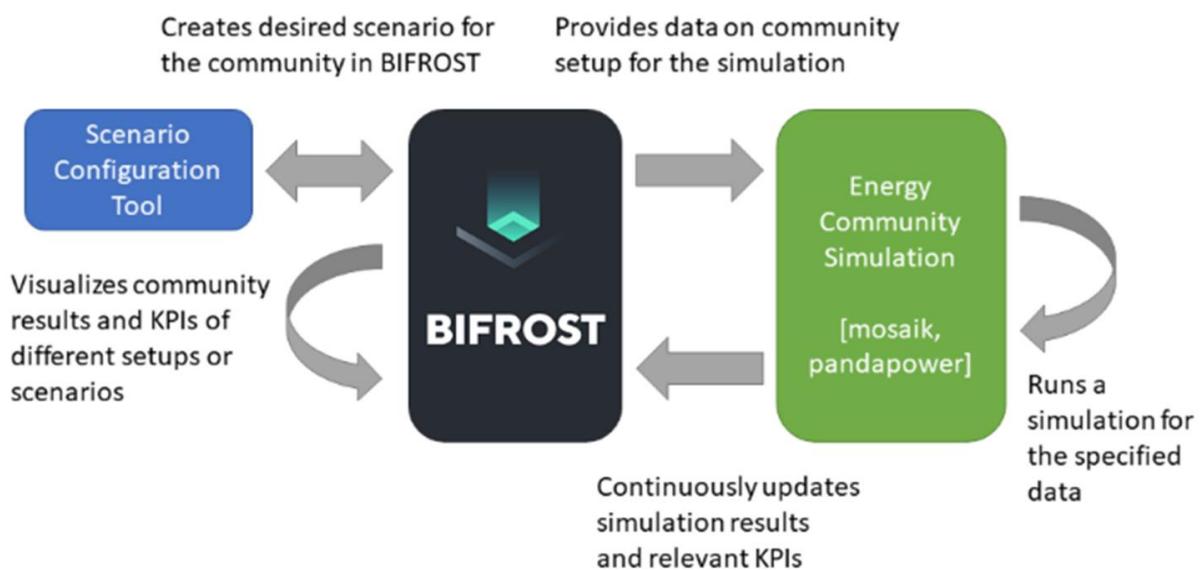 Creates desired scenario for
the community in BIFROST
Provides data on community
setup for the simulation
Scenario
Configuration
Tool
BIFROST
Energy
Community
Simulation
[mosaik,
pandapower]
Visualizes community
results and KPIs of
different setups or
scenarios
Runs a
simulation for
the specified
data
Continuously updates
simulation results
and relevant KPIs